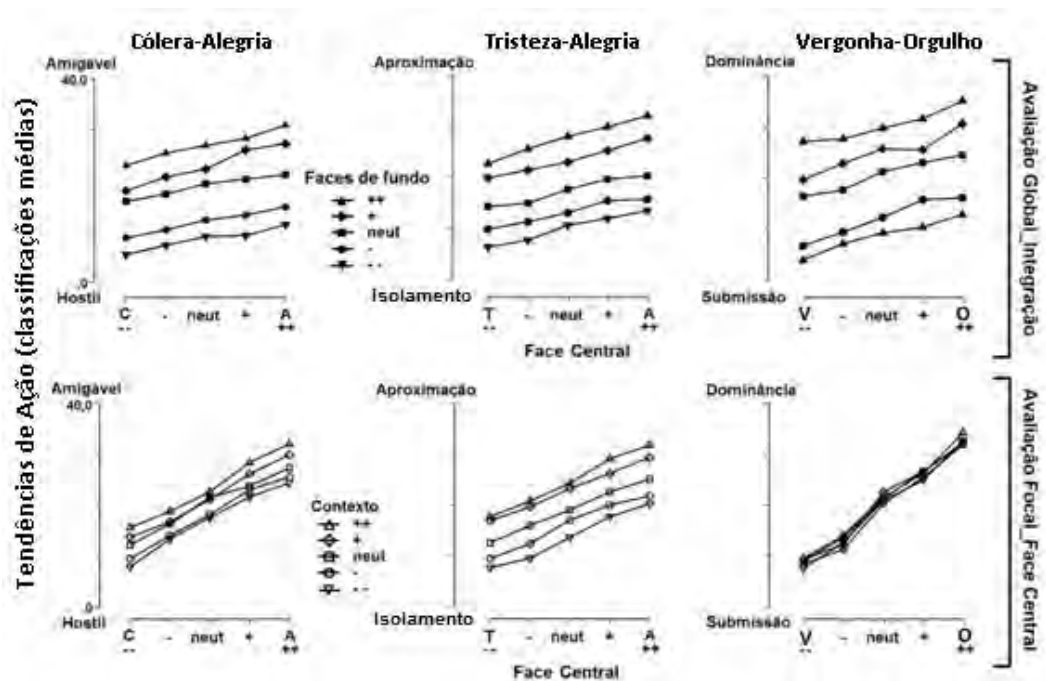 Cólera-Alegria
Tristeza-Alegria
Vergonha-Orgulho
Tendências de Ação (classificações médias)
Amigável
40,0
,0
Hostil
C - neut + A
-- ++
Faces de fundo
++
+
neut
-
- -
Aproximação
Isolamento
T - neut + A
-- ++
Face Central
Dominância
Submissão
V - neut + O
-- ++
Avaliação Global_Integração
Amigável
40,0
,0
Hostil
C - neut + A
-- ++
Contexto
++
+
neut
-
- -
Aproximação
Isolamento
T - neut + A
-- ++
Face Central
Dominância
Submissão
V - neut + O
-- ++
Avaliação Focal_Face Central